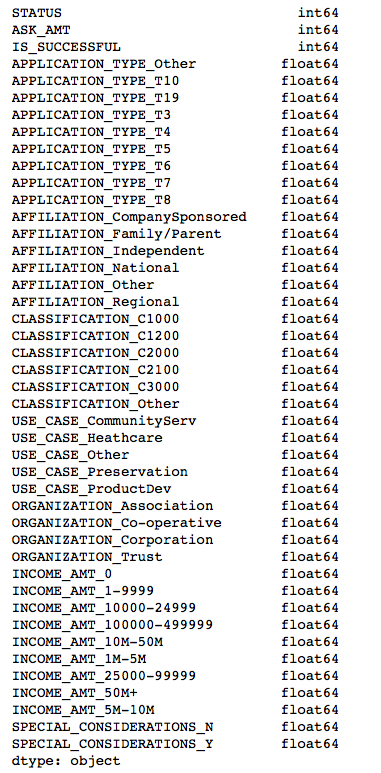 STATUS int64
ASK_AMT int64
IS_SUCCESSFUL int64
APPLICATION_TYPE_Other float64
APPLICATION_TYPE_T10 float64
APPLICATION_TYPE_T19 float64
APPLICATION_TYPE_T3 float64
APPLICATION_TYPE_T4 float64
APPLICATION_TYPE_T5 float64
APPLICATION_TYPE_T6 float64
APPLICATION_TYPE_T7 float64
APPLICATION_TYPE_T8 float64
AFFILIATION_CompanySponsored float64
AFFILIATION_Family/Parent float64
AFFILIATION_Independent float64
AFFILIATION_National float64
AFFILIATION_Other float64
AFFILIATION_Regional float64
CLASSIFICATION_C1000 float64
CLASSIFICATION_C1200 float64
CLASSIFICATION_C2000 float64
CLASSIFICATION_C2100 float64
CLASSIFICATION_C3000 float64
CLASSIFICATION_Other float64
USE_CASE_CommunityServ float64
USE_CASE_Heathcare float64
USE_CASE_Other float64
USE_CASE_Preservation float64
USE_CASE_ProductDev float64
ORGANIZATION_Association float64
ORGANIZATION_Co-operative float64
ORGANIZATION_Corporation float64
ORGANIZATION_Trust float64
INCOME_AMT_0 float64
INCOME_AMT_1-9999 float64
INCOME_AMT_10000-24999 float64
INCOME_AMT_100000-499999 float64
INCOME_AMT_10M-50M float64
INCOME_AMT_1M-5M float64
INCOME_AMT_25000-99999 float64
INCOME_AMT_50M+ float64
INCOME_AMT_5M-10M float64
SPECIAL_CONSIDERATIONS_N float64
SPECIAL_CONSIDERATIONS_Y float64
dtype: object